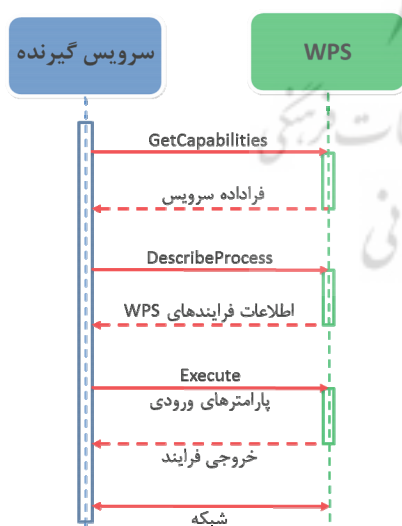 سرویس گیرنده
WPS
GetCapabilities
فراداده سرویس
DescribeProcess
اطلاعات فرایندهای WPS
Execute
پارامترهای ورودی
خروجی فرایند
شبکه